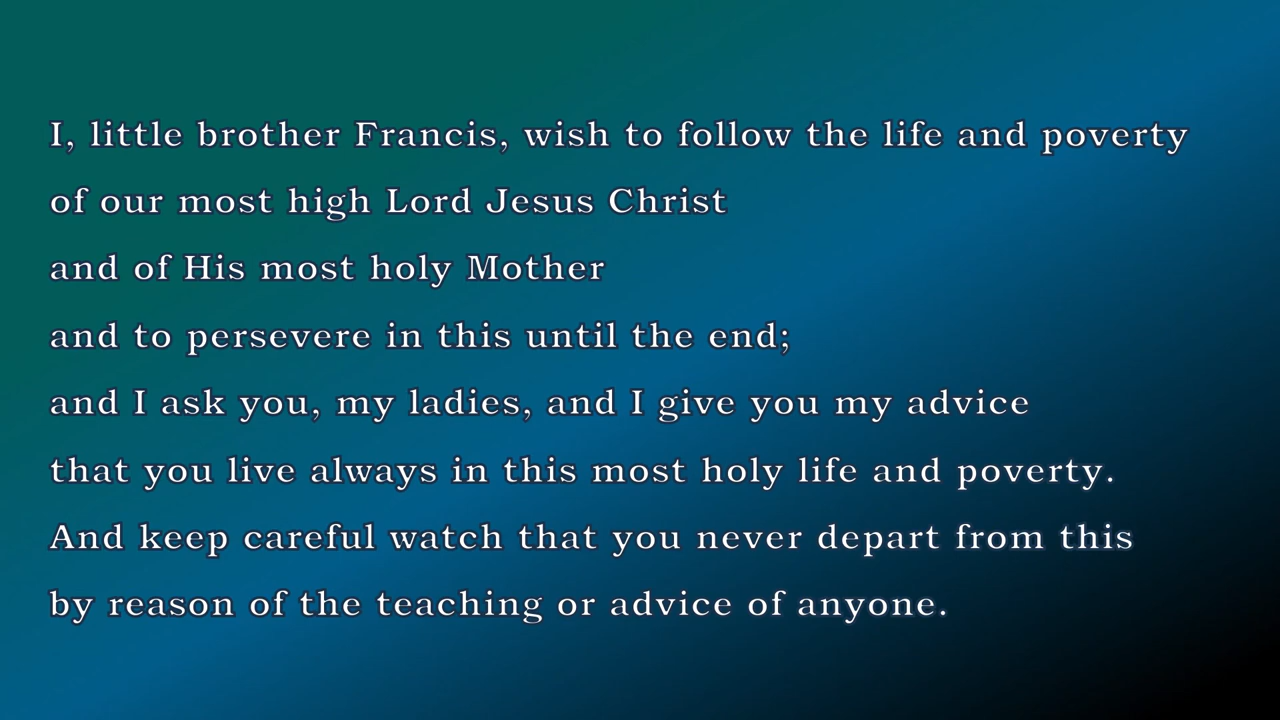 I, little brother Francis, wish to follow the life and poverty
of our most high Lord Jesus Christ
and of His most holy Mother
and to persevere in this until the end;
and I ask you, my ladies, and I give you my advice
that you live always in this most holy life and poverty.
And keep careful watch that you never depart from this
by reason of the teaching or advice of anyone.